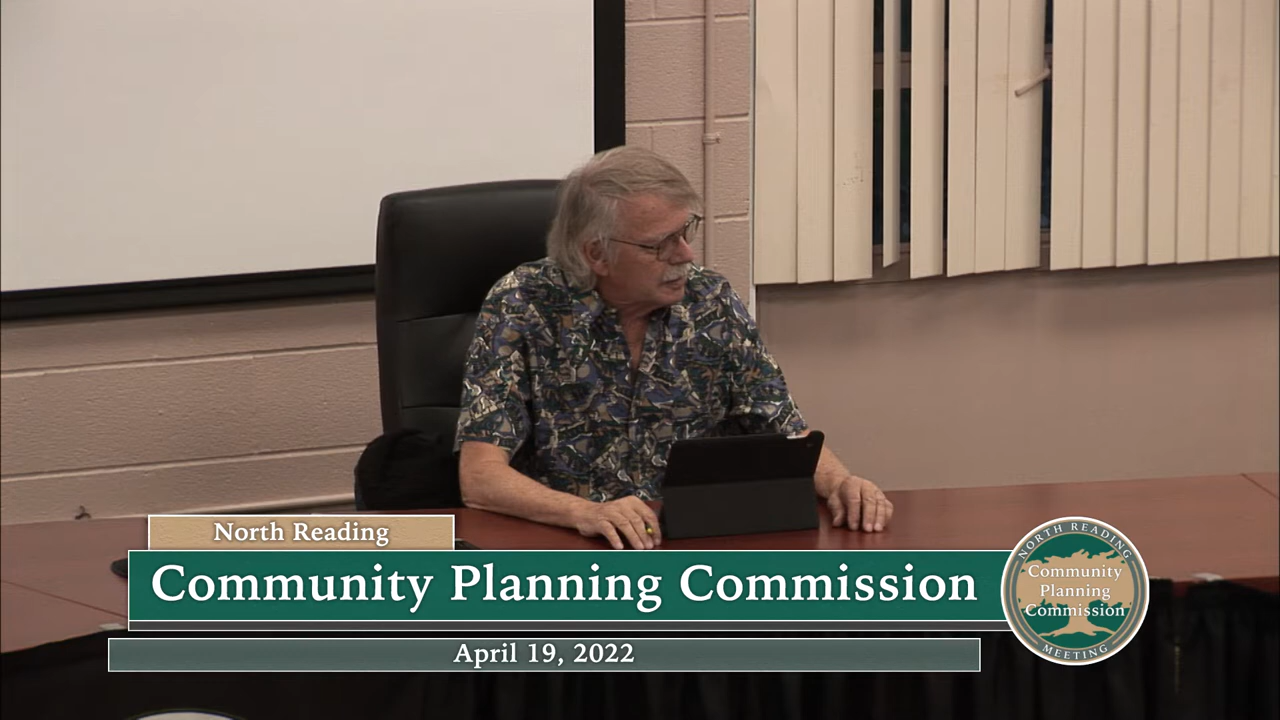 North Reading
Community Planning Commission
April 19, 2022
NORTH READING
Community
Planning
Commission
MEETING